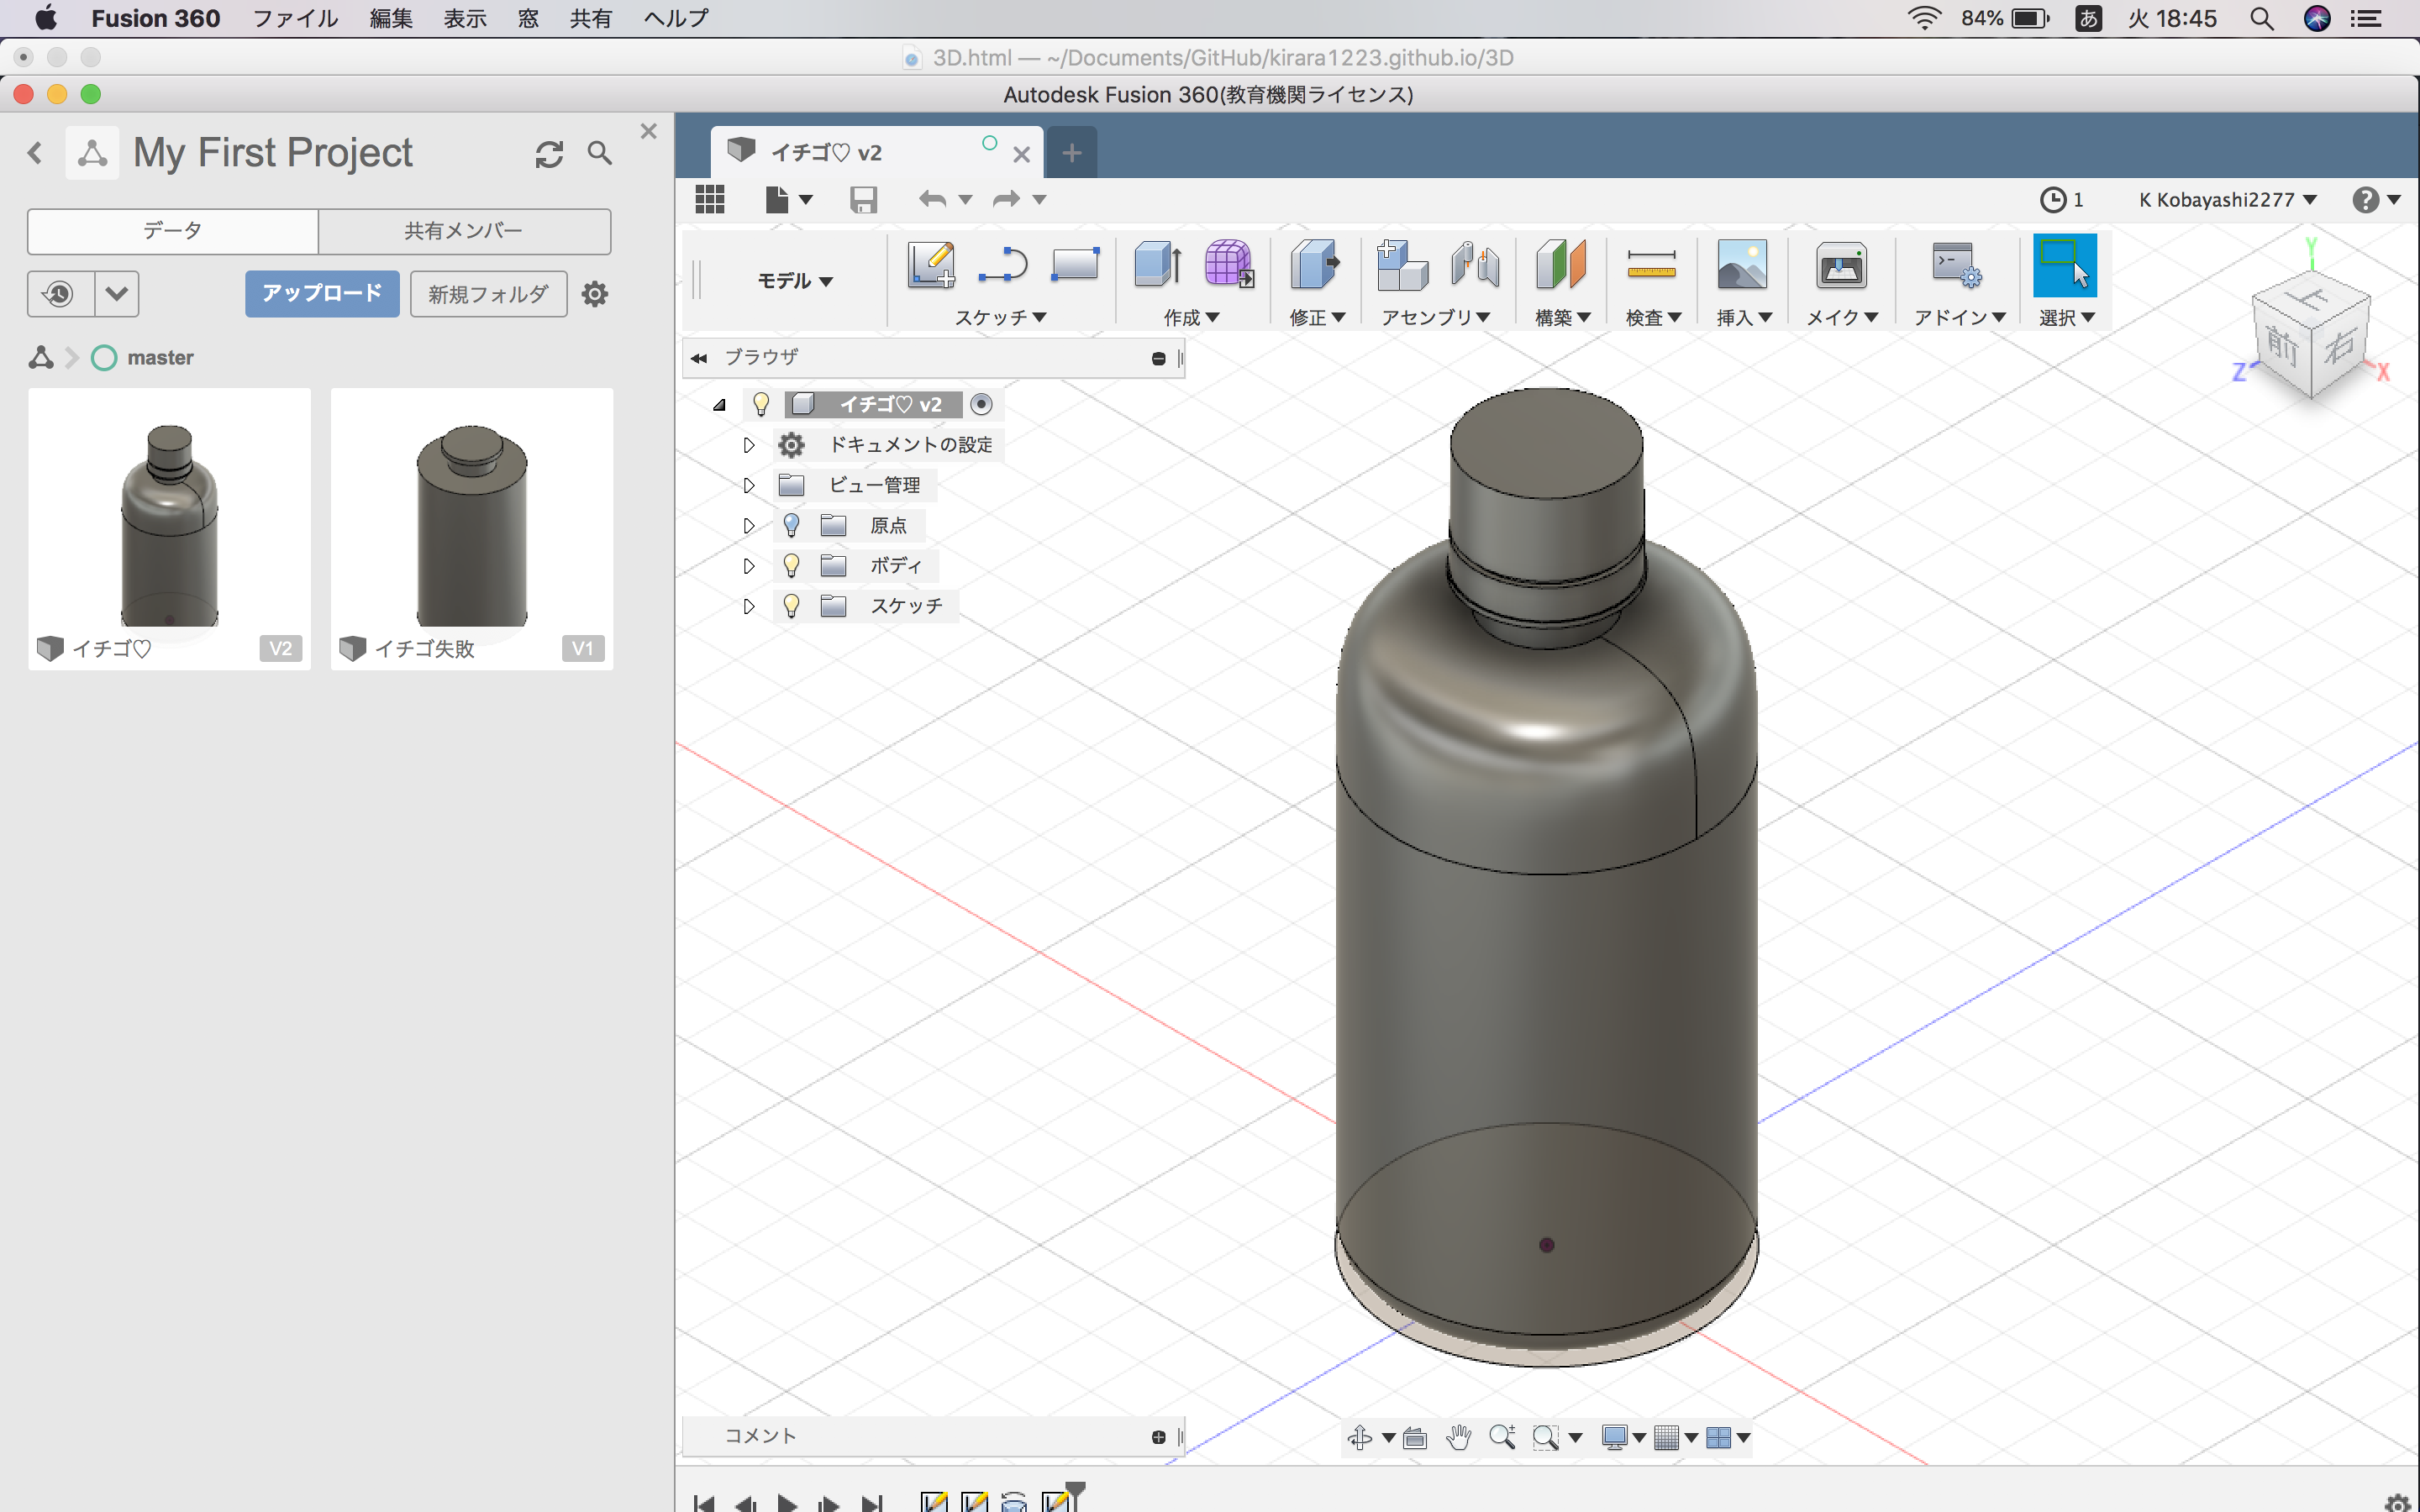 Fusion 360 ファイル 編集 表示 窓 共有 ヘルプ 84% あ 火 18:45
3D.html — ~/Documents/GitHub/kirara1223.github.io/3D
Autodesk Fusion 360(教育機関ライセンス)
My First Project
データ 共有メンバー
アップロード 新規フォルダ
master
イチゴ♡ V2
イチゴ失敗 V1
イチゴ♡ v2
1 K Kobayashi2277
モデル
スケッチ 作成 修正 アセンブリ 構築 検査 挿入 メイク アドイン 選択
Y
上
前 右
Z X
ブラウザ
イチゴ♡ v2
ドキュメントの設定
ビュー管理
原点
ボディ
スケッチ
コメント